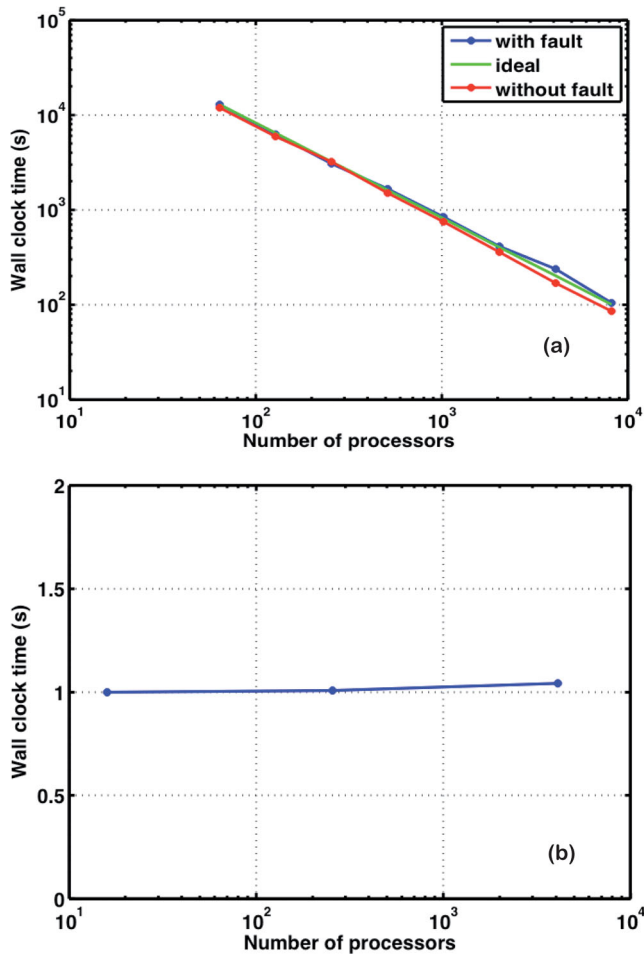 10^5
10^4
10^3
10^2
10^1
Wall clock time (s)
with fault
ideal
without fault
(a)
10^1
10^2
10^3
10^4
Number of processors
2
1.5
1
0.5
0
Wall clock time (s)
(b)
10^1
10^2
10^3
10^4
Number of processors